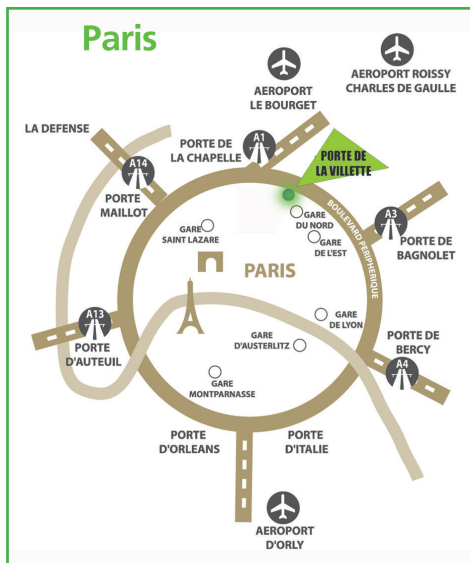 Paris
AEROPORT
LE BOURGET
AEROPORT ROISSY
CHARLES DE GAULLE
LA DEFENSE
A14
PORTE DE
LA CHAPELLE
A1
PORTE DE
LA VILLETTE
PORTE
MAILLOT
GARE
SAINT LAZARE
GARE
DU NORD
GARE
DE L'EST
BOULEVARD PERIPHERIQUE
A3
PORTE DE
BAGNOLET
PARIS
A13
PORTE
D'AUTEUIL
GARE
DE LYON
GARE
D'AUSTERLITZ
PORTE DE
BERCY
A4
GARE
MONTPARNASSE
PORTE
D'ORLEANS
PORTE
D'ITALIE
AEROPORT
D'ORLY